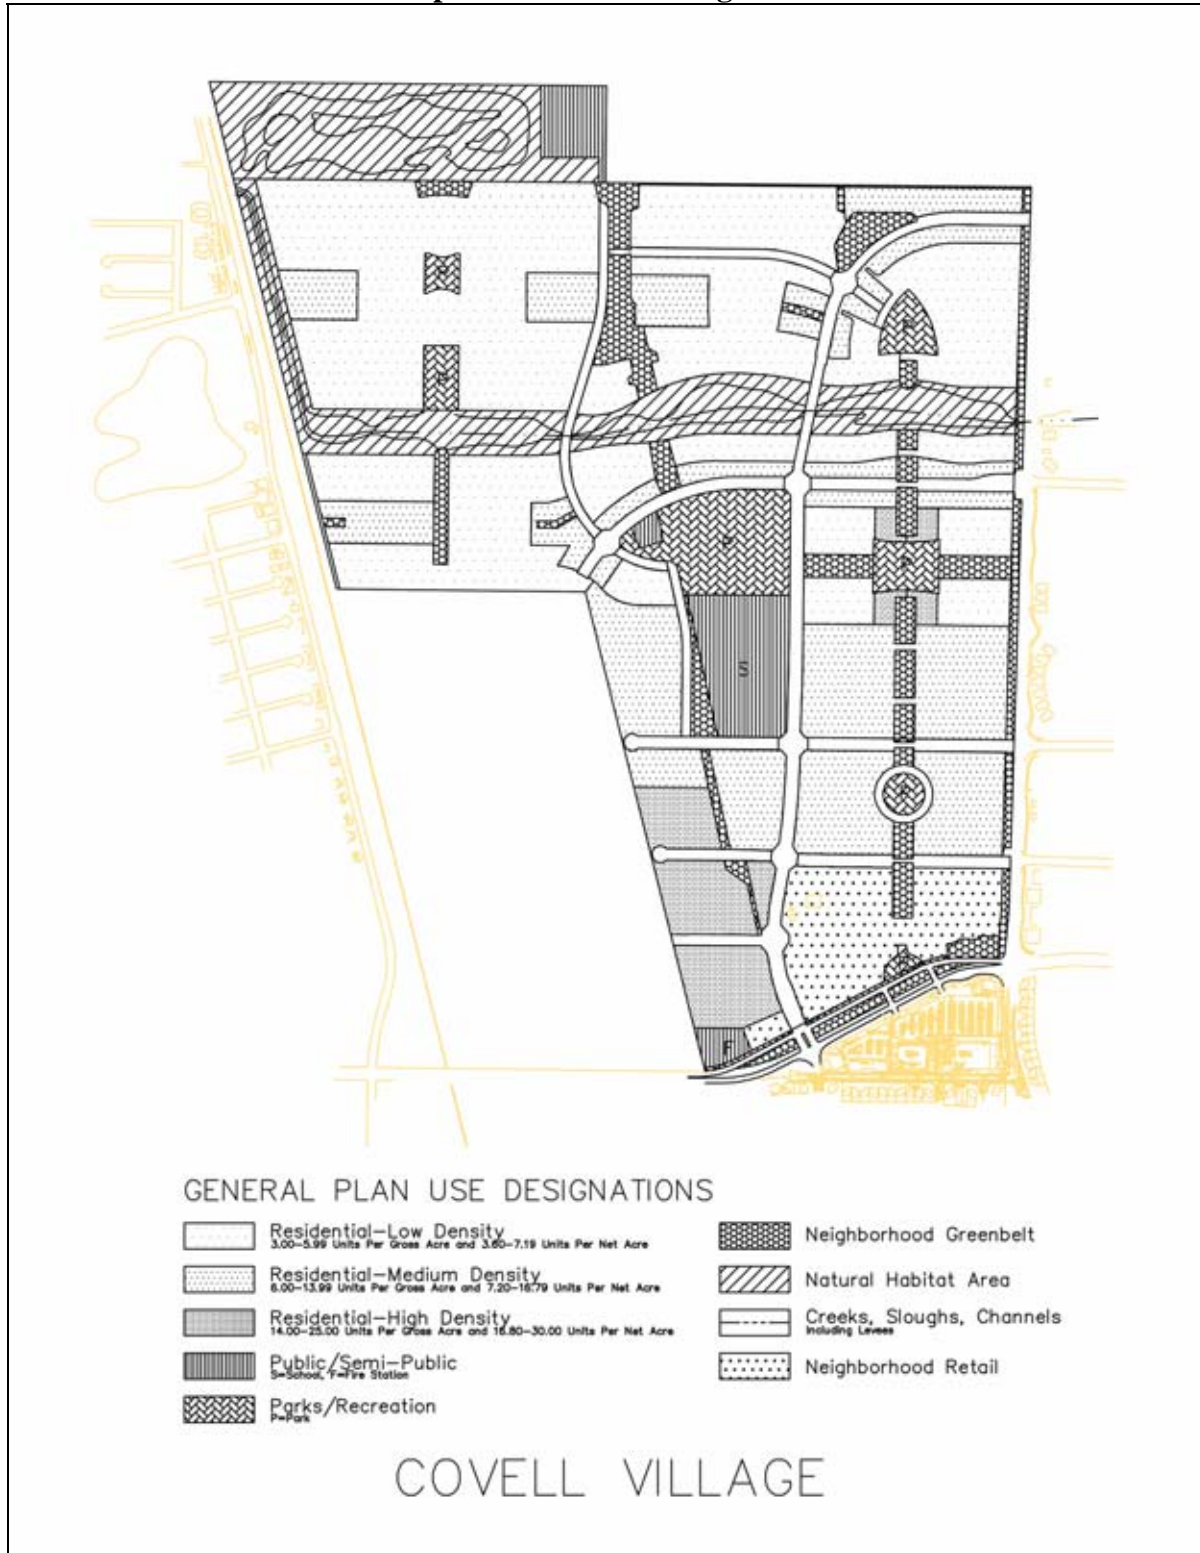 P
P
P
P
P
S
P
P
F
GENERAL PLAN USE DESIGNATIONS
Residential-Low Density
3.00-5.99 Units Per Gross Acre and 3.60-7.19 Units Per Net Acre
Residential-Medium Density
6.00-13.99 Units Per Gross Acre and 7.20-16.79 Units Per Net Acre
Residential-High Density
14.00-25.00 Units Per Gross Acre and 16.80-30.00 Units Per Net Acre
Public/Semi-Public
S=School, F=Fire Station
Parks/Recreation
P=Park
Neighborhood Greenbelt
Natural Habitat Area
Creeks, Sloughs, Channels
Including Levees
Neighborhood Retail
COVELL VILLAGE